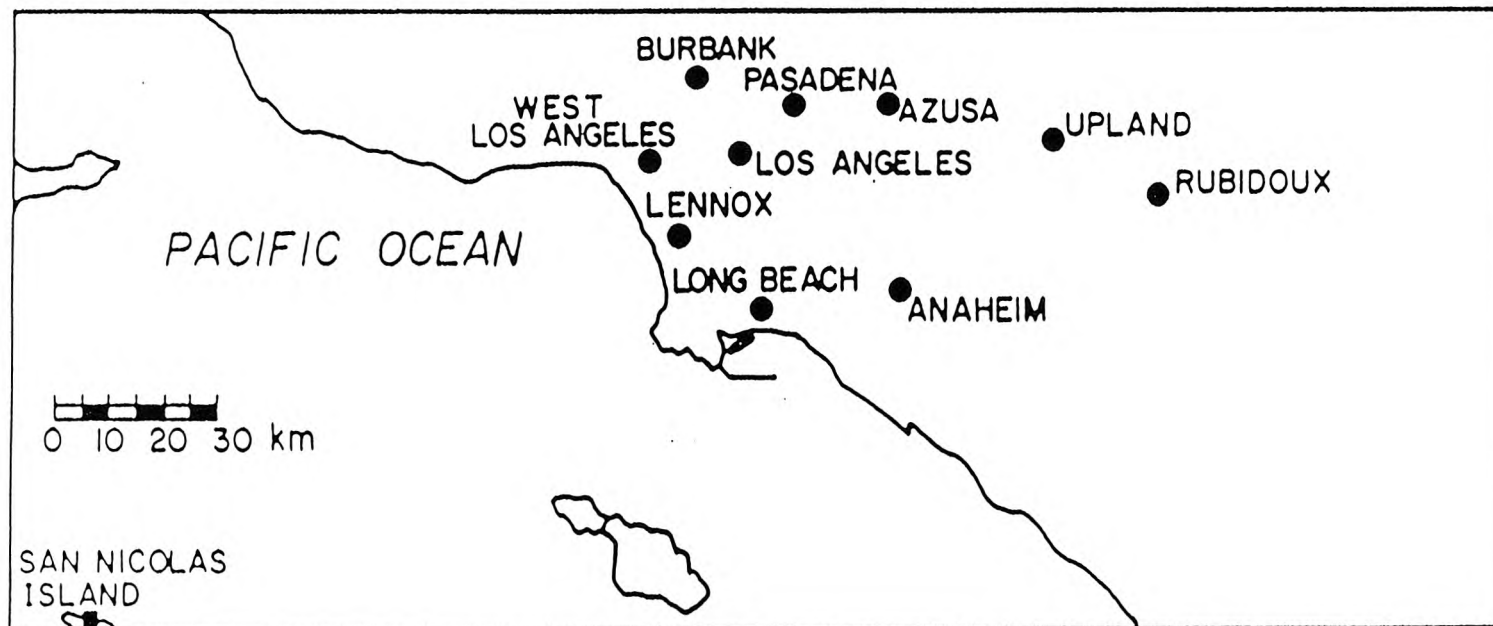 BURBANK
PASADENA
WEST
LOS ANGELES
AZUSA
UPLAND
LOS ANGELES
RUBIDOUX
LENNOX
PACIFIC OCEAN
LONG BEACH
ANAHEIM
0 10 20 30 km
SAN NICOLAS
ISLAND